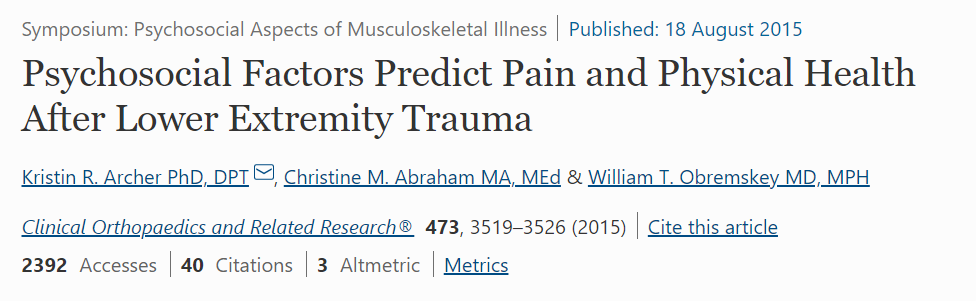 Symposium: Psychosocial Aspects of Musculoskeletal Illness | Published: 18 August 2015
Psychosocial Factors Predict Pain and Physical Health
After Lower Extremity Trauma
Kristin R. Archer PhD, DPT, Christine M. Abraham MA, MEd & William T. Obremskey MD, MPH
Clinical Orthopaedics and Related Research® 473, 3519–3526 (2015) | Cite this article
2392 Accesses | 40 Citations | 3 Altmetric | Metrics